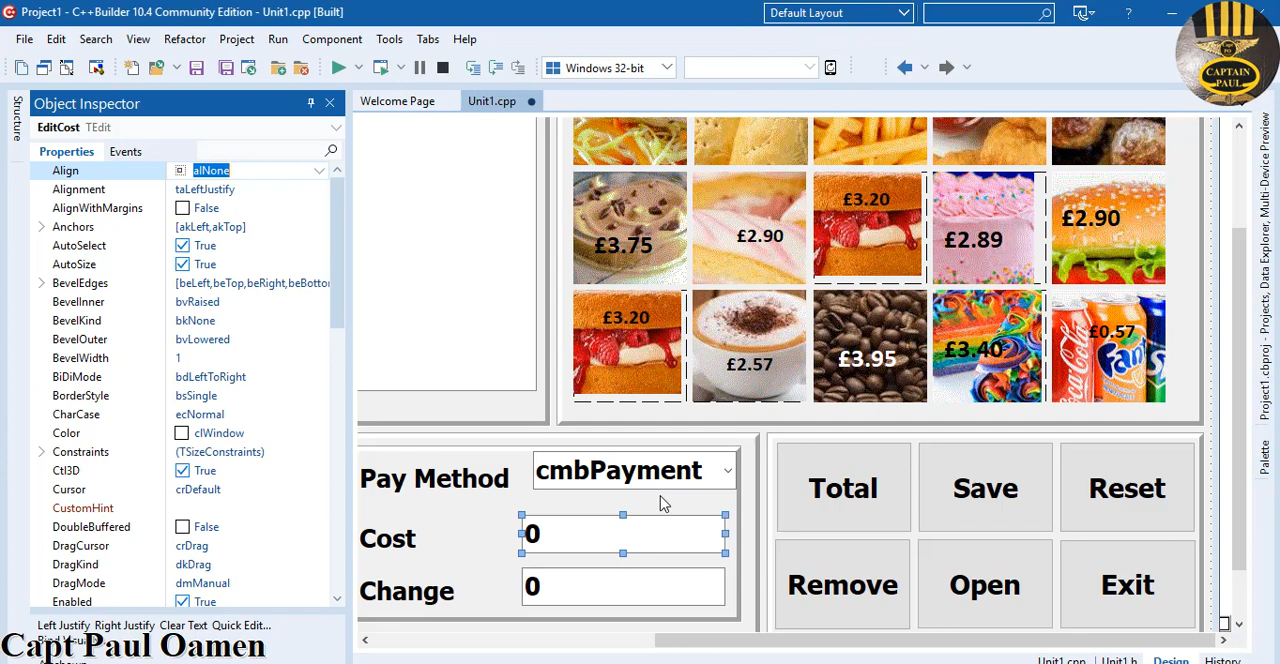 Project1 - C++Builder 10.4 Community Edition - Unit1.cpp [Built]
Default Layout
?
File Edit Search View Refactor Project Run Component Tools Tabs Help
Windows 32-bit
CAPTAIN
PAUL
Structure
Object Inspector
EditCost TEdit
Properties Events
Align alNone
Alignment taLeftJustify
AlignWithMargins False
Anchors [akLeft,akTop]
AutoSelect True
AutoSize True
BevelEdges [beLeft,beTop,beRight,beBottom
BevelInner bvRaised
BevelKind bkNone
BevelOuter bvLowered
BevelWidth 1
BiDiMode bdLeftToRight
BorderStyle bsSingle
CharCase ecNormal
Color clWindow
Constraints (TSizeConstraints)
Ctl3D True
Cursor crDefault
CustomHint
DoubleBuffered False
DragCursor crDrag
DragKind dkDrag
DragMode dmManual
Enabled True
Left Justify Right Justify Clear Text Quick Edit...
Capt Paul Oamen
Welcome Page Unit1.cpp
£3.75 £2.90 £3.20 £2.89 £2.90
£3.20 £2.57 £3.95 £3.40 £0.57
Coca-Cola Fanta
Pay Method cmbPayment
Cost 0
Change 0
Total Save Reset
Remove Open Exit
Unit1.cpp Unit1.h Design History
Project1.cbproj - Projects, Data Explorer, Multi-Device Preview
Palette